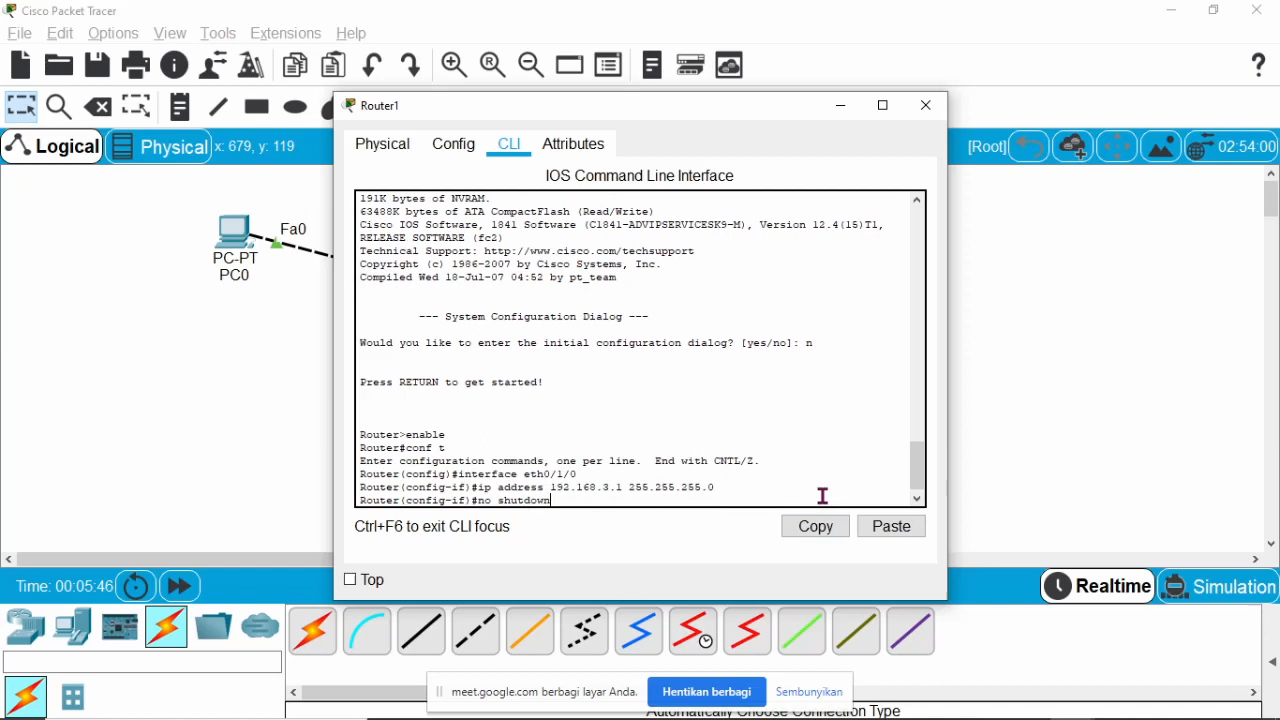 Cisco Packet Tracer
File Edit Options View Tools Extensions Help
?
Router1
Logical
Physical
x: 679, y: 119
[Root]
02:54:00
Physical Config CLI Attributes
IOS Command Line Interface
191K bytes of NVRAM.
63488K bytes of ATA CompactFlash (Read/Write)
Cisco IOS Software, 1841 Software (C1841-ADVIPSERVICESK9-M), Version 12.4(15)T1,
RELEASE SOFTWARE (fc2)
Technical Support: http://www.cisco.com/techsupport
Copyright (c) 1986-2007 by Cisco Systems, Inc.
Compiled Wed 18-Jul-07 04:52 by pt_team
--- System Configuration Dialog ---
Would you like to enter the initial configuration dialog? [yes/no]: n
Press RETURN to get started!
Router>enable
Router#conf t
Enter configuration commands, one per line.  End with CNTL/Z.
Router(config)#interface eth0/1/0
Router(config-if)#ip address 192.168.3.1 255.255.255.0
Router(config-if)#no shutdown
Fa0
PC-PT
PC0
Ctrl+F6 to exit CLI focus
Copy
Paste
Top
Time: 00:05:46
Realtime
Simulation
meet.google.com berbagi layar Anda.
Hentikan berbagi
Sembunyikan
Automatically Choose Connection Type